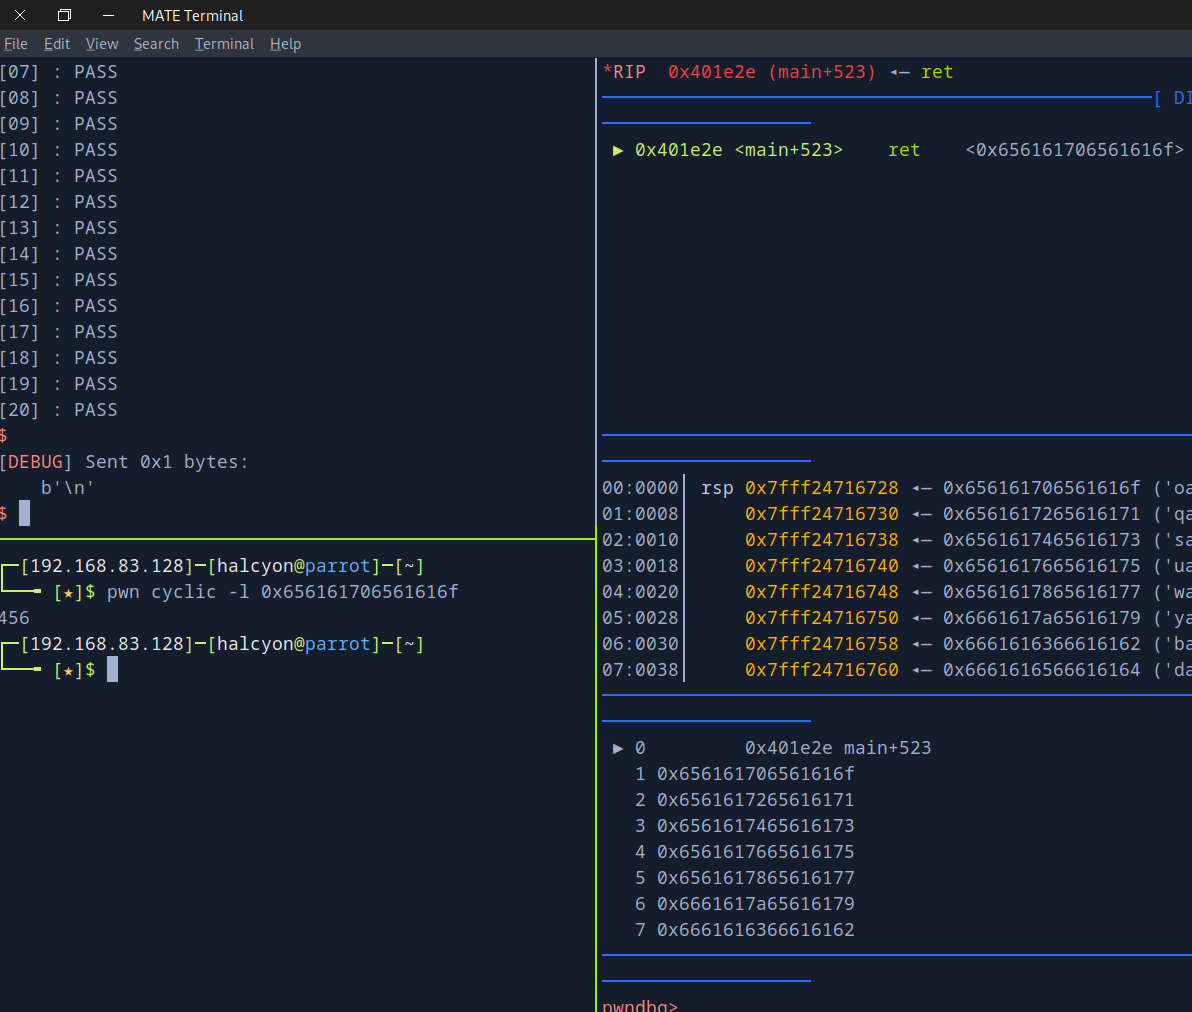 MATE Terminal
File Edit View Search Terminal Help
[07] : PASS
[08] : PASS
[09] : PASS
[10] : PASS
[11] : PASS
[12] : PASS
[13] : PASS
[14] : PASS
[15] : PASS
[16] : PASS
[17] : PASS
[18] : PASS
[19] : PASS
[20] : PASS
$
[DEBUG] Sent 0x1 bytes:
b'\n'
$
[192.168.83.128]─[halcyon@parrot]─[~]
[★]$ pwn cyclic -l 0x656161706561616f
456
[192.168.83.128]─[halcyon@parrot]─[~]
[★]$
*RIP 0x401e2e (main+523) ◂— ret
[ DI
► 0x401e2e <main+523> ret <0x656161706561616f>
00:0000│ rsp 0x7fff24716728 ◂— 0x656161706561616f ('oa
01:0008│ 0x7fff24716730 ◂— 0x6561617265616171 ('qa
02:0010│ 0x7fff24716738 ◂— 0x6561617465616173 ('sa
03:0018│ 0x7fff24716740 ◂— 0x6561617665616175 ('ua
04:0020│ 0x7fff24716748 ◂— 0x6561617865616177 ('wa
05:0028│ 0x7fff24716750 ◂— 0x6661617a65616179 ('ya
06:0030│ 0x7fff24716758 ◂— 0x6661616366616162 ('ba
07:0038│ 0x7fff24716760 ◂— 0x6661616566616164 ('da
► 0 0x401e2e main+523
1 0x656161706561616f
2 0x6561617265616171
3 0x6561617465616173
4 0x6561617665616175
5 0x6561617865616177
6 0x6661617a65616179
7 0x6661616366616162
pwndbg>